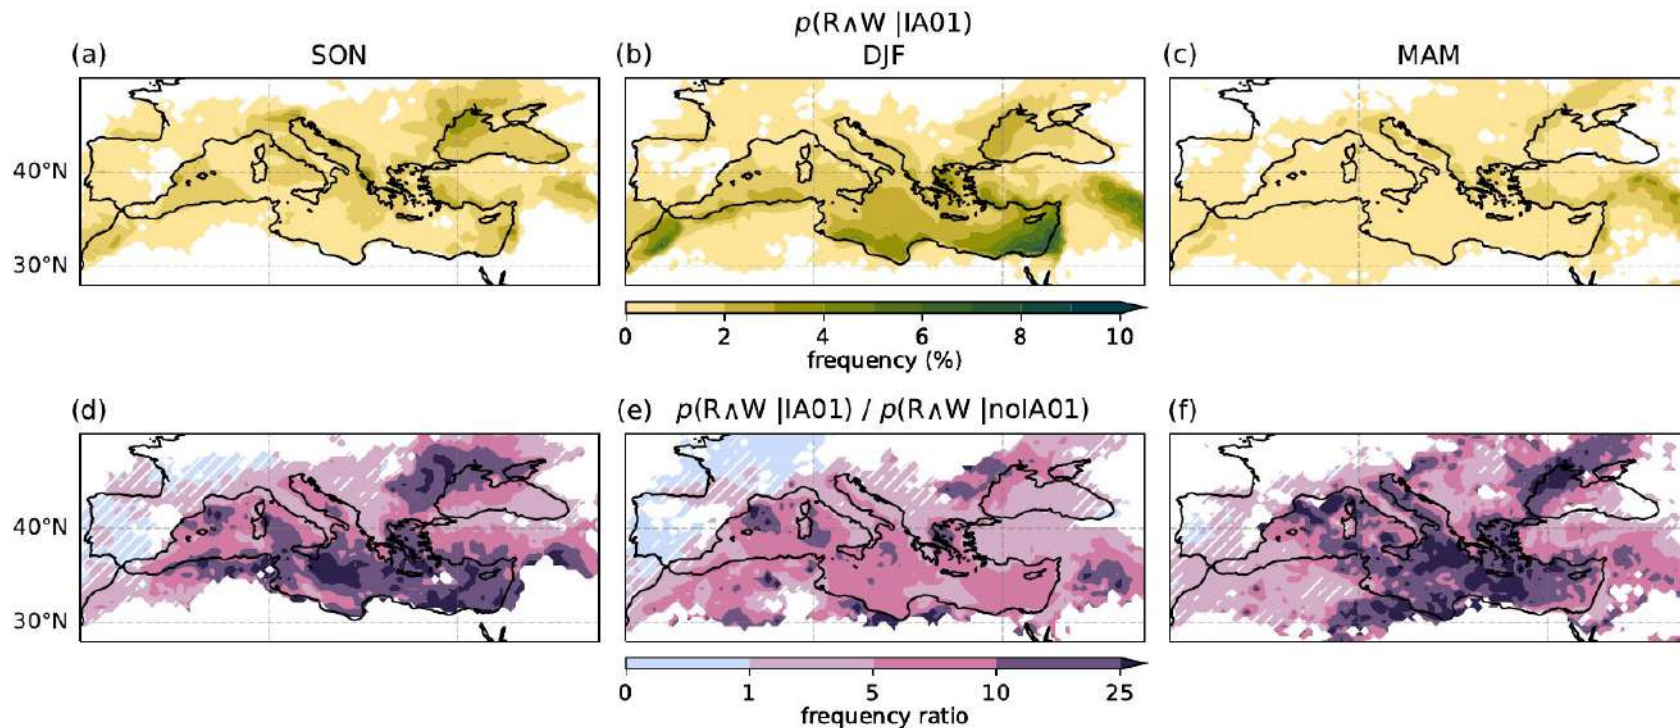 p(R∧W |IA01)
(a) SON (b) DJF (c) MAM
40°N
30°N
0 2 4 6 8 10
frequency (%)
(d) (e) p(R∧W |IA01) / p(R∧W |noIA01) (f)
40°N
30°N
0 1 5 10 25
frequency ratio